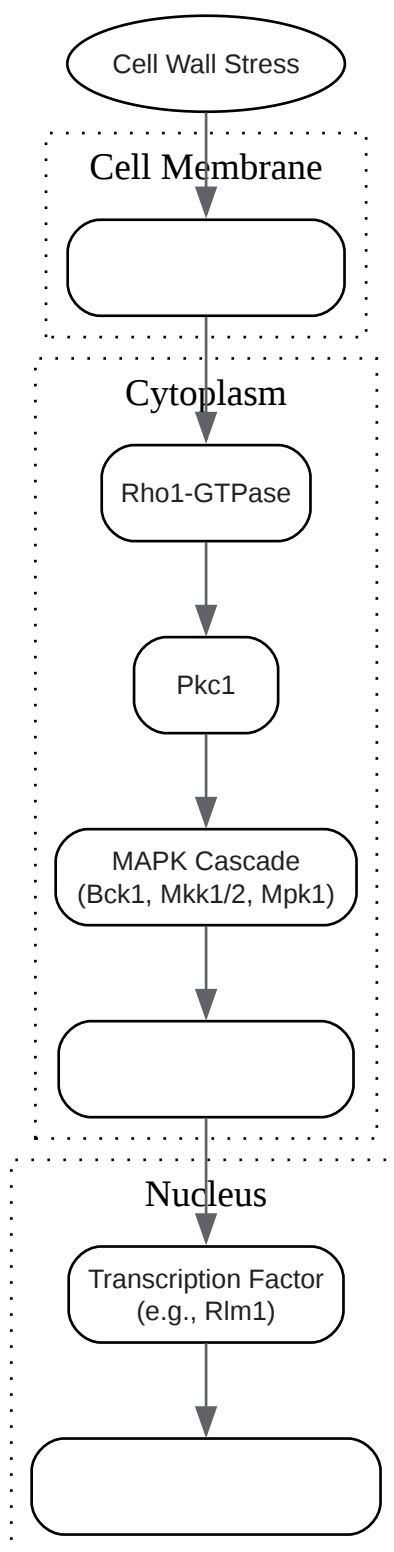 Cell Wall Stress
Cell Membrane
Cytoplasm
Rho1-GTPase
Pkc1
MAPK Cascade
(Bck1, Mkk1/2, Mpk1)
Nucleus
Transcription Factor
(e.g., Rlm1)